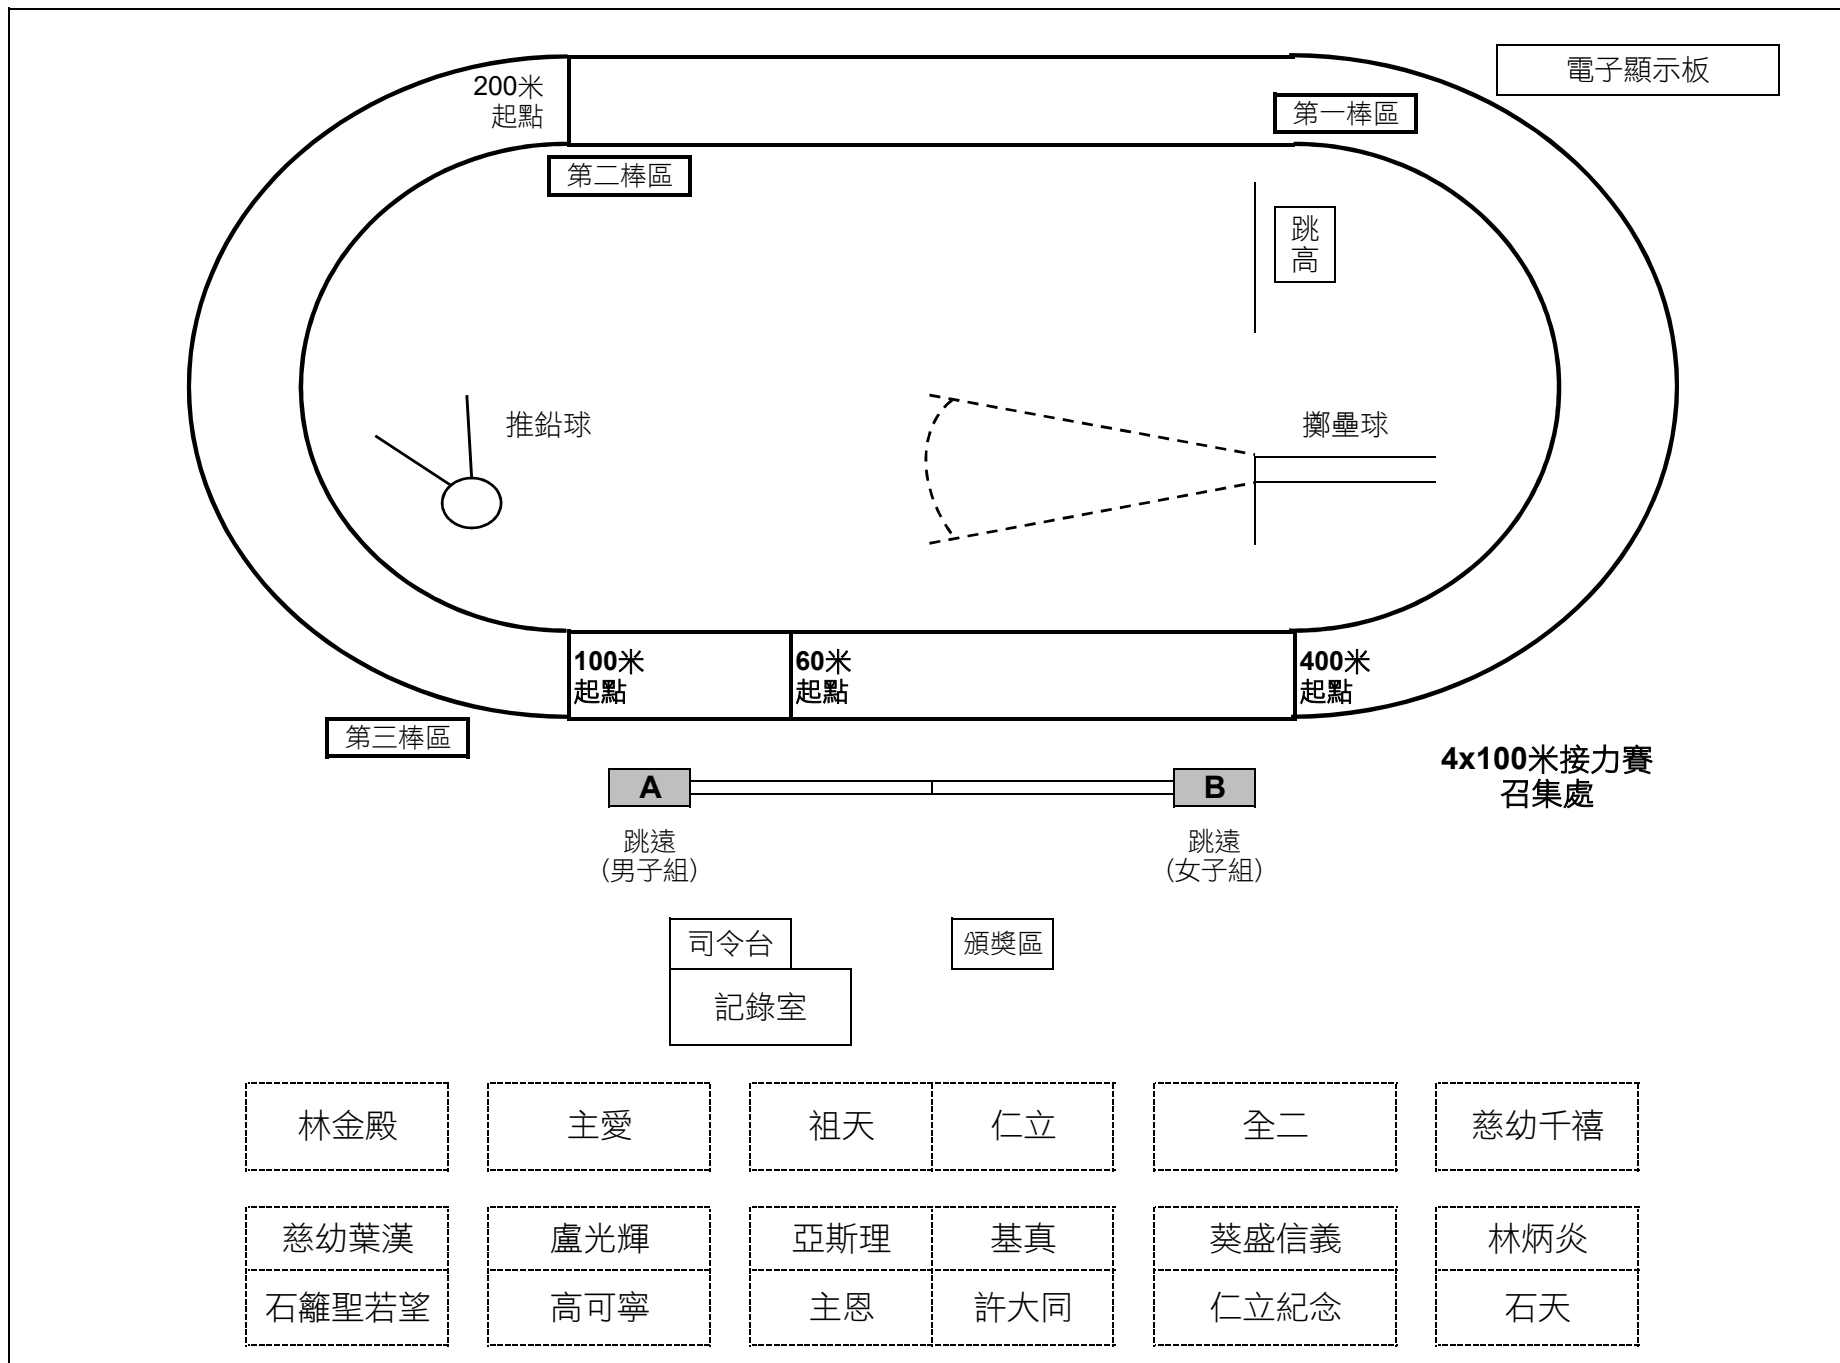 電子顯示板
200米
起點
第一棒區
第二棒區
跳
高
推鉛球
擲壘球
100米
起點
60米
起點
400米
起點
第三棒區
4x100米接力賽
召集處
A
B
跳遠
(男子組)
跳遠
(女子組)
司令台
頒獎區
記錄室
林金殿
主愛
祖天
仁立
全二
慈幼千禧
慈幼葉漢
盧光輝
亞斯理
基真
葵盛信義
林炳炎
石籬聖若望
高可寧
主恩
許大同
仁立紀念
石天